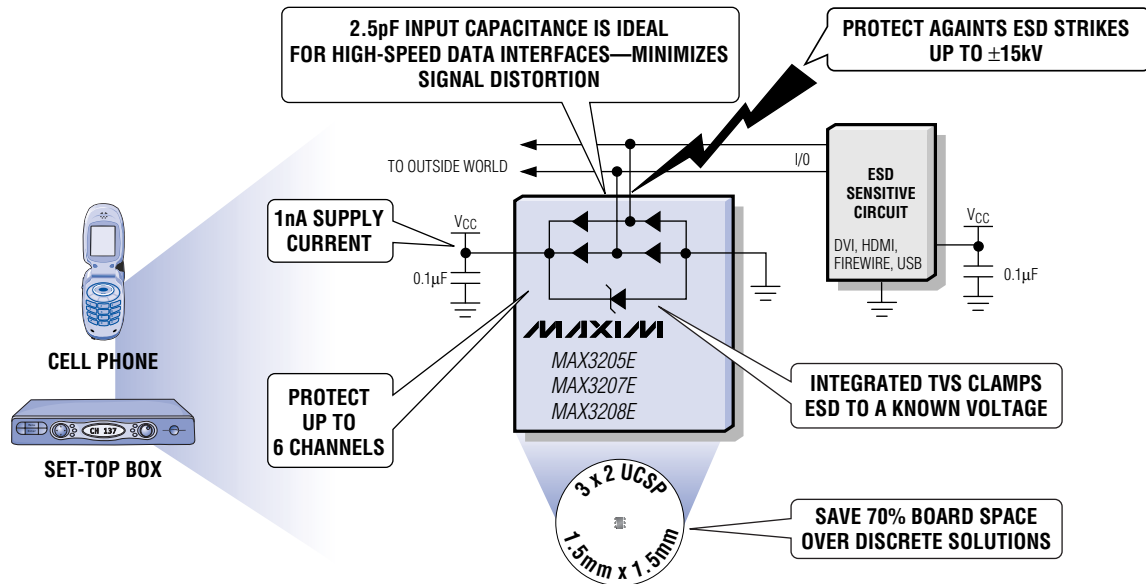 2.5pF INPUT CAPACITANCE IS IDEAL
FOR HIGH-SPEED DATA INTERFACES—MINIMIZES
SIGNAL DISTORTION
PROTECT AGAINTS ESD STRIKES
UP TO ±15kV
TO OUTSIDE WORLD
I/0
ESD
SENSITIVE
CIRCUIT
DVI, HDMI,
FIREWIRE, USB
VCC
0.1µF
1nA SUPPLY
CURRENT
VCC
0.1µF
MAXIM
MAX3205E
MAX3207E
MAX3208E
CELL PHONE
CH 137
SET-TOP BOX
PROTECT
UP TO
6 CHANNELS
INTEGRATED TVS CLAMPS
ESD TO A KNOWN VOLTAGE
3 x 2 UCSP
1.5mm x 1.5mm
SAVE 70% BOARD SPACE
OVER DISCRETE SOLUTIONS